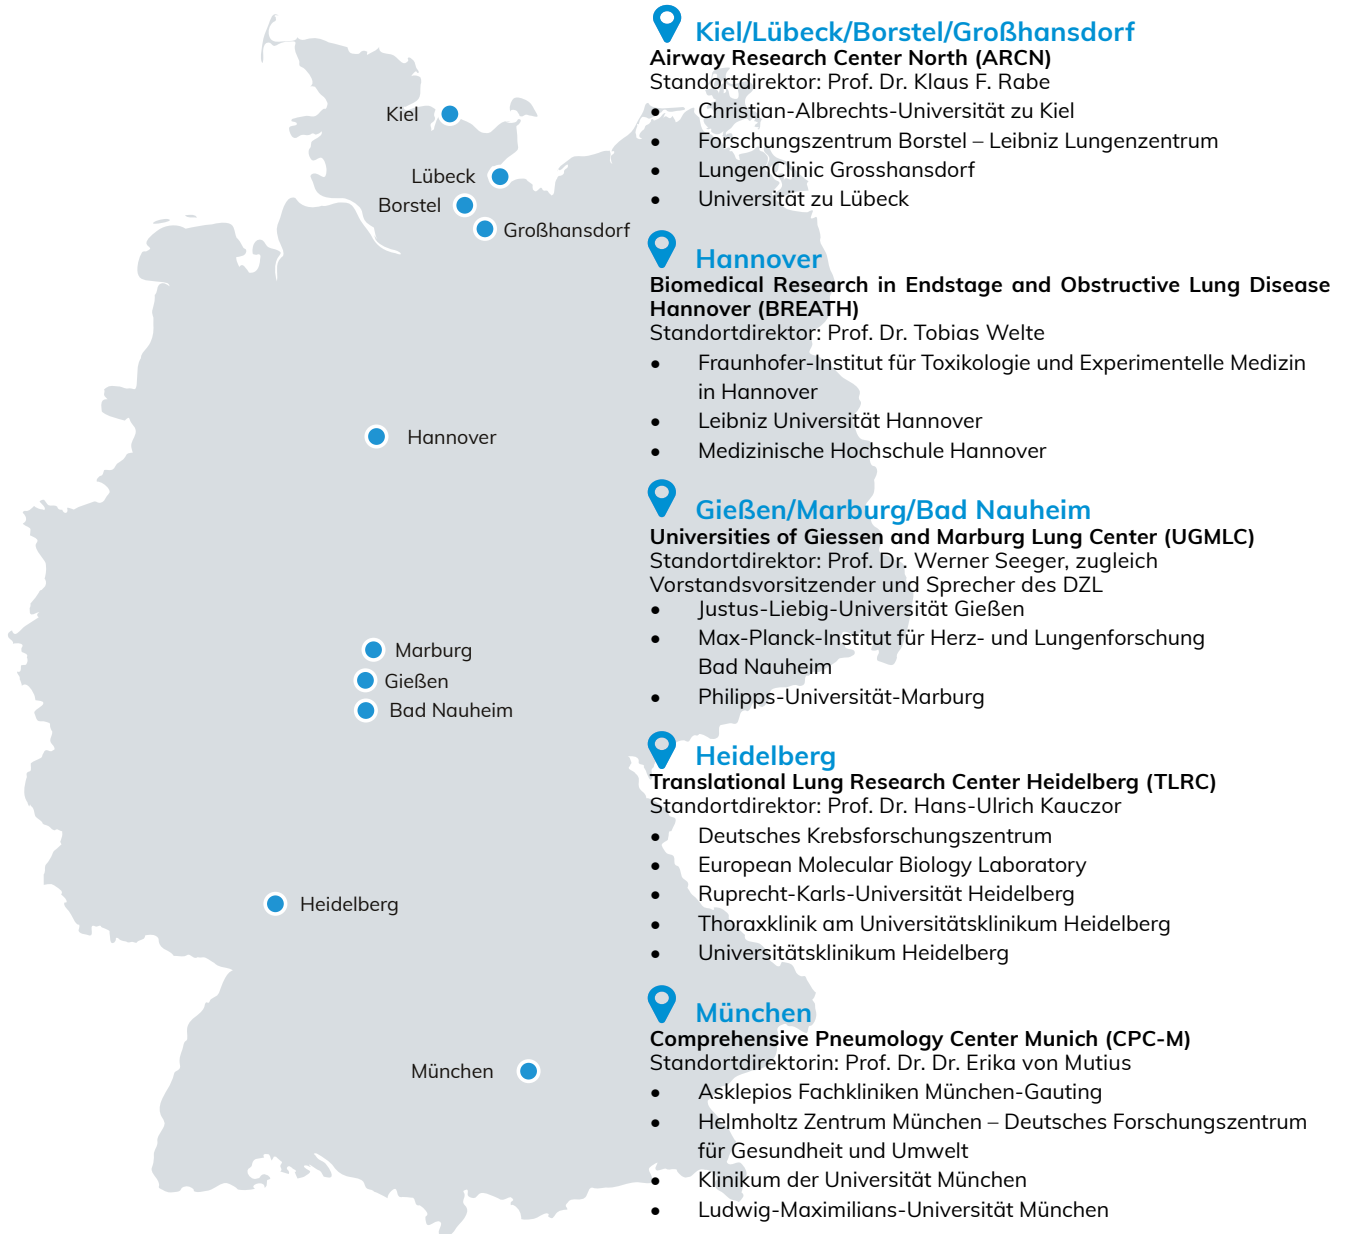 Kiel
Lübeck
Borstel
Großhansdorf
Hannover
Marburg
Gießen
Bad Nauheim
Heidelberg
München
Kiel/Lübeck/Borstel/Großhansdorf
Airway Research Center North (ARCN)
Standortdirektor: Prof. Dr. Klaus F. Rabe
• Christian-Albrechts-Universität zu Kiel
• Forschungszentrum Borstel – Leibniz Lungenzentrum
• LungenClinic Grosshansdorf
• Universität zu Lübeck
Hannover
Biomedical Research in Endstage and Obstructive Lung Disease
Hannover (BREATH)
Standortdirektor: Prof. Dr. Tobias Welte
• Fraunhofer-Institut für Toxikologie und Experimentelle Medizin
in Hannover
• Leibniz Universität Hannover
• Medizinische Hochschule Hannover
Gießen/Marburg/Bad Nauheim
Universities of Giessen and Marburg Lung Center (UGMLC)
Standortdirektor: Prof. Dr. Werner Seeger, zugleich
Vorstandsvorsitzender und Sprecher des DZL
• Justus-Liebig-Universität Gießen
• Max-Planck-Institut für Herz- und Lungenforschung
Bad Nauheim
• Philipps-Universität-Marburg
Heidelberg
Translational Lung Research Center Heidelberg (TLRC)
Standortdirektor: Prof. Dr. Hans-Ulrich Kauczor
• Deutsches Krebsforschungszentrum
• European Molecular Biology Laboratory
• Ruprecht-Karls-Universität Heidelberg
• Thoraxklinik am Universitätsklinikum Heidelberg
• Universitätsklinikum Heidelberg
München
Comprehensive Pneumology Center Munich (CPC-M)
Standortdirektorin: Prof. Dr. Dr. Erika von Mutius
• Asklepios Fachkliniken München-Gauting
• Helmholtz Zentrum München – Deutsches Forschungszentrum
für Gesundheit und Umwelt
• Klinikum der Universität München
• Ludwig-Maximilians-Universität München